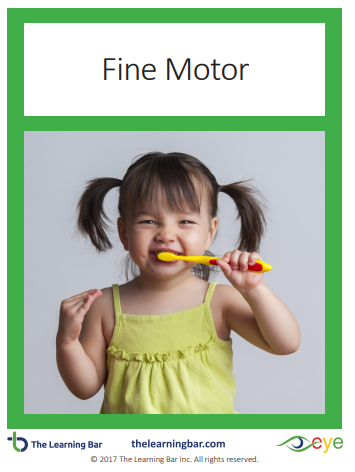 Fine Motor
The Learning Bar
thelearningbar.com
eye
© 2017 The Learning Bar Inc. All rights reserved.